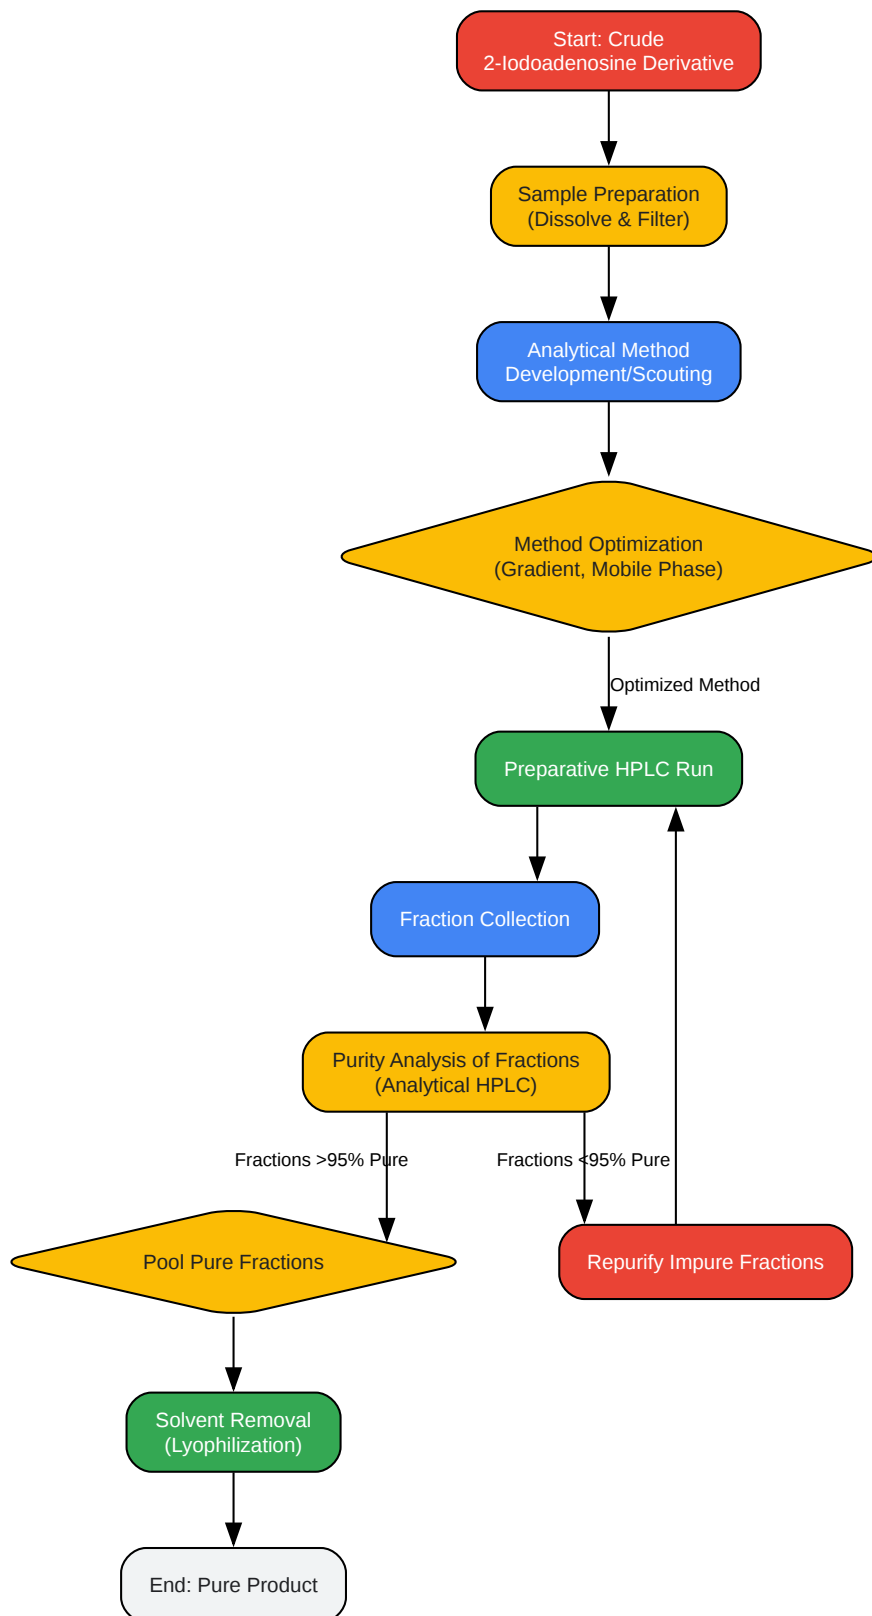 Start: Crude
2-Iodoadenosine Derivative
Sample Preparation
(Dissolve & Filter)
Analytical Method
Development/Scouting
Method Optimization
(Gradient, Mobile Phase)
Optimized Method
Preparative HPLC Run
Fraction Collection
Purity Analysis of Fractions
(Analytical HPLC)
Fractions >95% Pure
Fractions <95% Pure
Pool Pure Fractions
Repurify Impure Fractions
Solvent Removal
(Lyophilization)
End: Pure Product